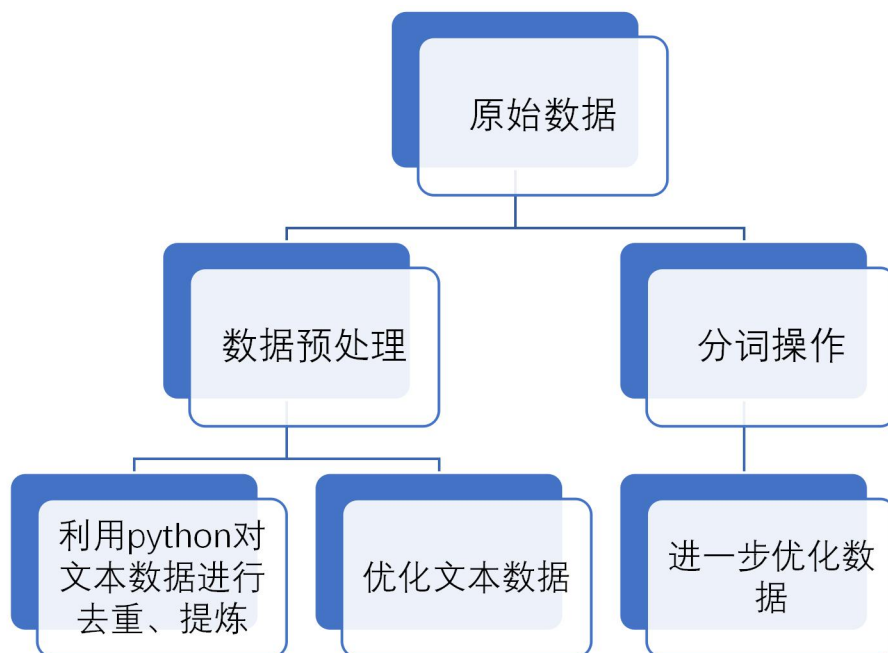 原始数据
数据预处理
分词操作
利用python对
文本数据进行
去重、提炼
优化文本数据
进一步优化数
据